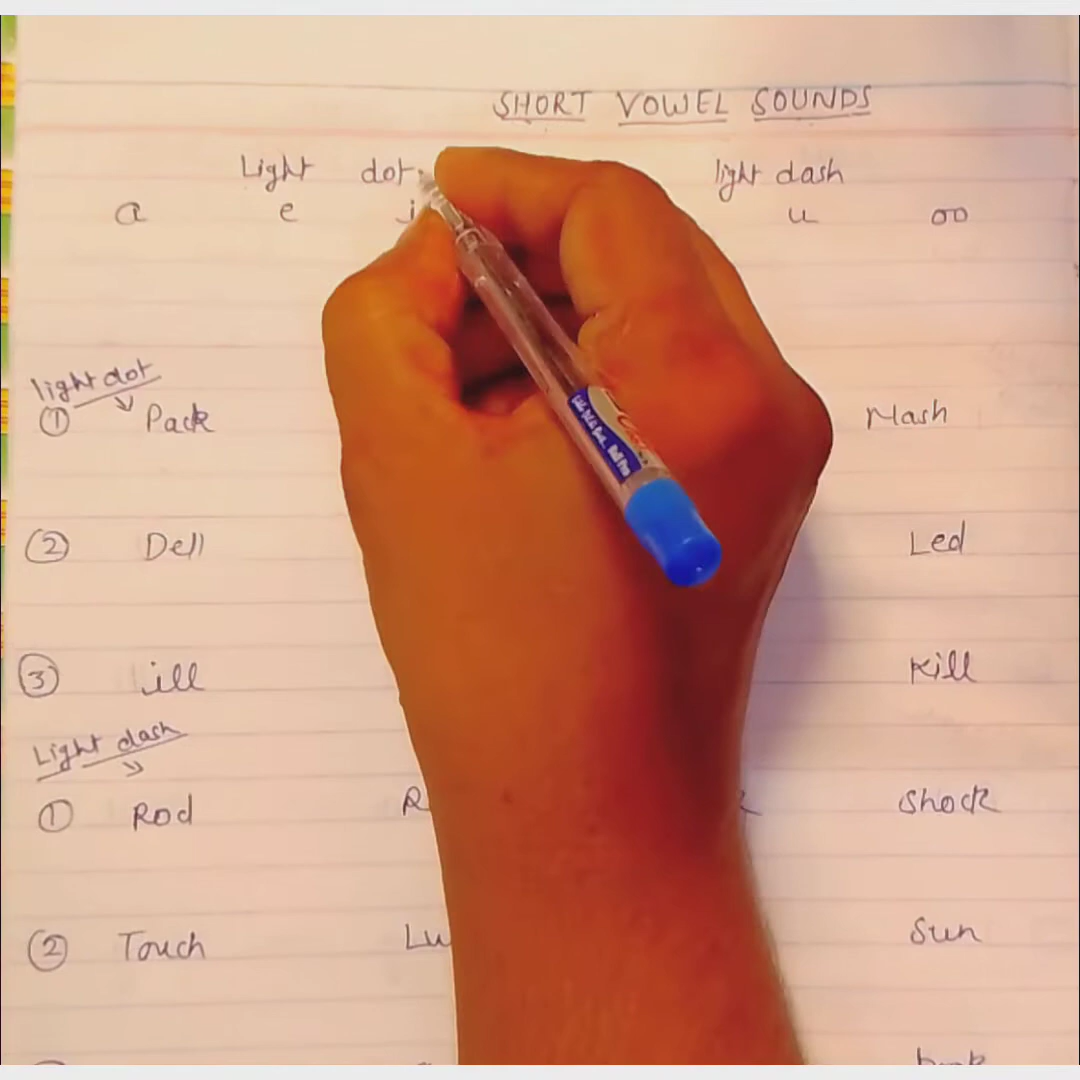 SHORT VOWEL SOUNDS
Light dot light dash
a e i u oo
light dot
① Pack Mash
② Dell Led
③ ill Kill
Light dash
① Rod R Shock
② Touch Lu Sun